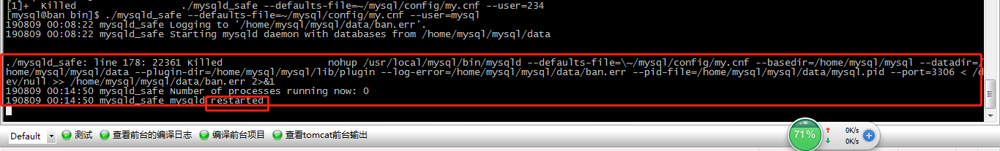 [1]+  Killed                  ./mysqld_safe --defaults-file=~/mysql/config/my.cnf --user=234
[mysql@ban bin]$ ./mysqld_safe --defaults-file=~/mysql/config/my.cnf --user=mysql
190809 00:08:22 mysqld_safe Logging to '/home/mysql/mysql/data/ban.err'.
190809 00:08:22 mysqld_safe Starting mysqld daemon with databases from /home/mysql/mysql/data
./mysqld_safe: line 178: 22361 Killed                  nohup /usr/local/mysql/bin/mysqld --defaults-file=\~/mysql/config/my.cnf --basedir=/home/mysql/mysql --datadir=/
home/mysql/mysql/data --plugin-dir=/home/mysql/mysql/lib/plugin --log-error=/home/mysql/mysql/data/ban.err --pid-file=/home/mysql/mysql/data/mysql.pid --port=3306 < /d
ev/null >> /home/mysql/mysql/data/ban.err 2>&1
190809 00:14:50 mysqld_safe Number of processes running now: 0
190809 00:14:50 mysqld_safe mysqld restarted
Default 测试 查看前台的编译日志 编译前台项目 查看tomcat前台输出
71%
0K/s
0K/s